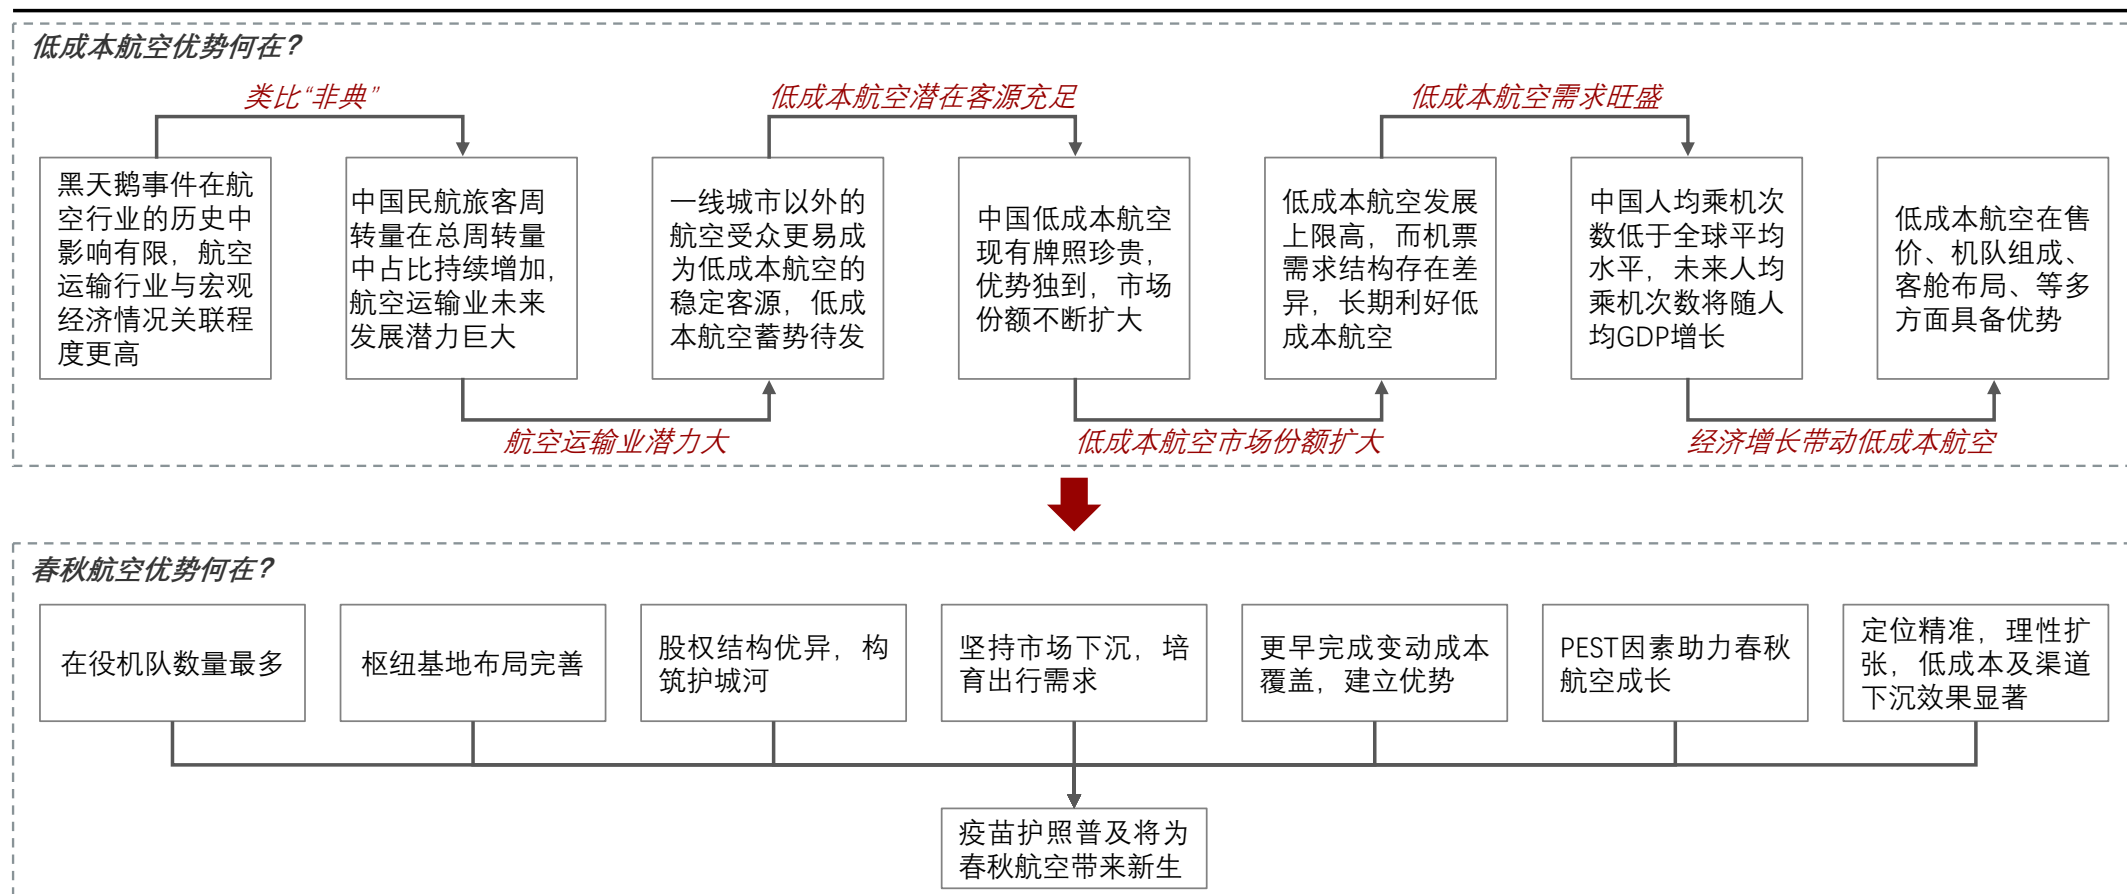 低成本航空优势何在?
类比“非典”
低成本航空潜在客源充足
低成本航空需求旺盛
黑天鹅事件在航
空行业的历史中
影响有限，航空
运输行业与宏观
经济情况关联程
度更高
中国民航旅客周
转量在总周转量
中占比持续增加，
航空运输业未来
发展潜力巨大
一线城市以外的
航空受众更易成
为低成本航空的
稳定客源，低成
本航空蓄势待发
中国低成本航空
现有牌照珍贵，
优势独到，市场
份额不断扩大
低成本航空发展
上限高，而机票
需求结构存在差
异，长期利好低
成本航空
中国人均乘机次
数低于全球平均
水平，未来人均
乘机次数将随人
均GDP增长
低成本航空在售
价、机队组成、
客舱布局、等多
方面具备优势
航空运输业潜力大
低成本航空市场份额扩大
经济增长带动低成本航空
春秋航空优势何在?
在役机队数量最多
枢纽基地布局完善
股权结构优异，构
筑护城河
坚持市场下沉，培
育出行需求
更早完成变动成本
覆盖，建立优势
PEST因素助力春秋
航空成长
定位精准，理性扩
张，低成本及渠道
下沉效果显著
疫苗护照普及将为
春秋航空带来新生